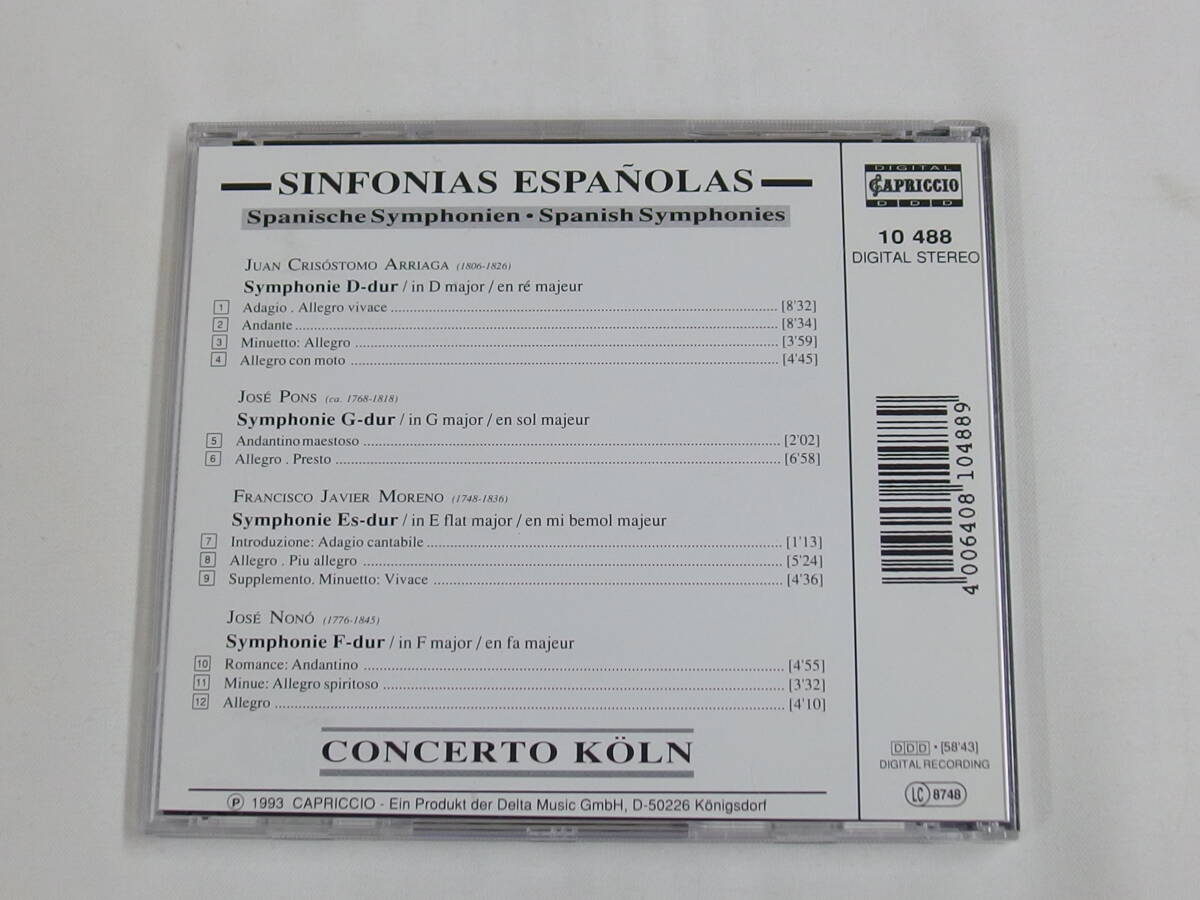 SINFONIAS ESPAÑOLAS
Spanische Symphonien • Spanish Symphonies
JUAN CRISÓSTOMO ARRIAGA (1806-1826)
Symphonie D-dur / in D major / en ré majeur
1 Adagio . Allegro vivace [8'32]
2 Andante [8'34]
3 Minuetto: Allegro [3'59]
4 Allegro con moto [4'45]
JOSÉ PONS (ca. 1768-1818)
Symphonie G-dur / in G major / en sol majeur
5 Andantino maestoso [2'02]
6 Allegro . Presto [6'58]
FRANCISCO JAVIER MORENO (1748-1836)
Symphonie Es-dur / in E flat major / en mi bemol majeur
7 Introduzione: Adagio cantabile [1'13]
8 Allegro . Piu allegro [5'24]
9 Supplemento. Minuetto: Vivace [4'36]
JOSÉ NONÓ (1776-1845)
Symphonie F-dur / in F major / en fa majeur
10 Romance: Andantino [4'55]
11 Minue: Allegro spiritoso [3'32]
12 Allegro [4'10]
CONCERTO KÖLN
℗ 1993 CAPRICCIO - Ein Produkt der Delta Music GmbH, D-50226 Königsdorf
DIGITAL
CAPRICCIO
D D D
10 488
DIGITAL STEREO
4 006408 104889
DDD • [58'43]
DIGITAL RECORDING
LC 8748